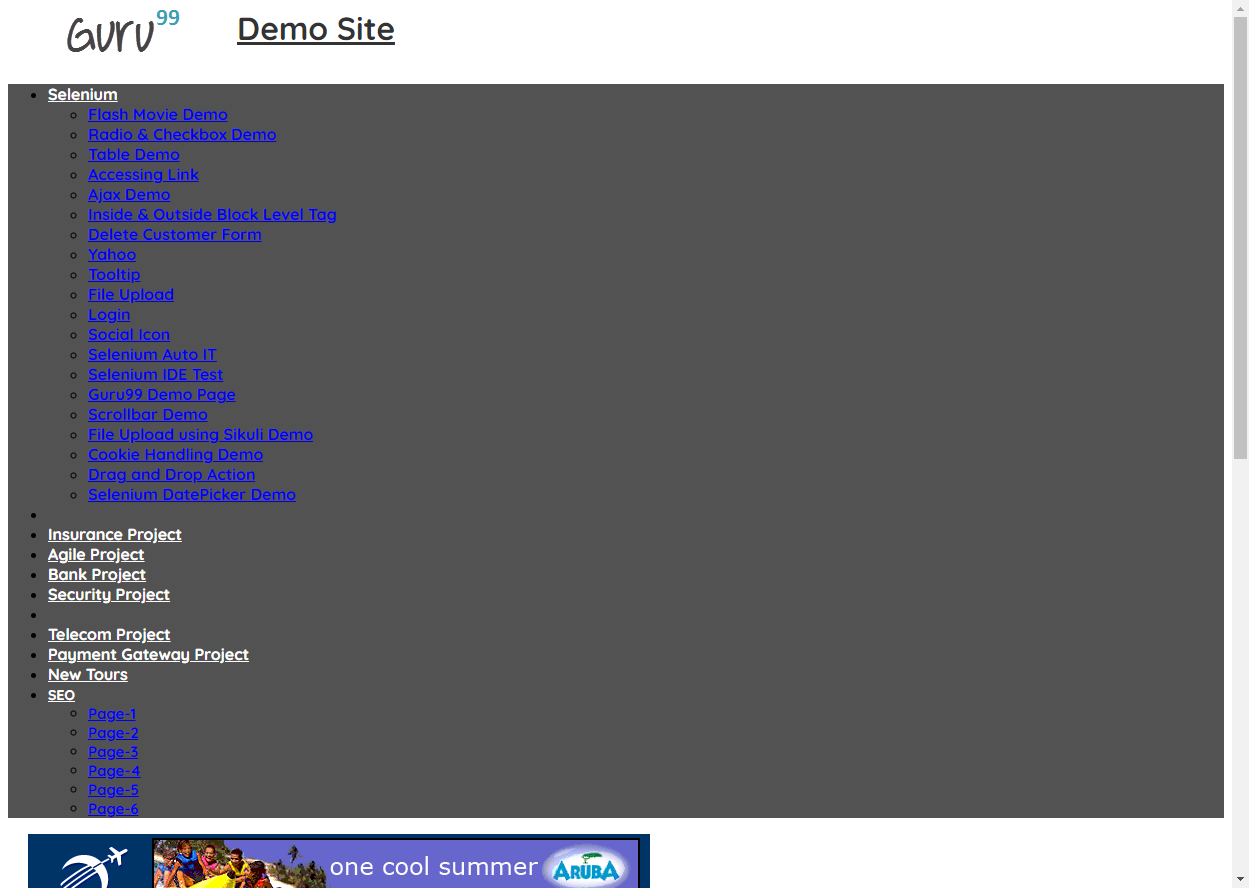 Guru99 Demo Site
Selenium
Flash Movie Demo
Radio & Checkbox Demo
Table Demo
Accessing Link
Ajax Demo
Inside & Outside Block Level Tag
Delete Customer Form
Yahoo
Tooltip
File Upload
Login
Social Icon
Selenium Auto IT
Selenium IDE Test
Guru99 Demo Page
Scrollbar Demo
File Upload using Sikuli Demo
Cookie Handling Demo
Drag and Drop Action
Selenium DatePicker Demo
Insurance Project
Agile Project
Bank Project
Security Project
Telecom Project
Payment Gateway Project
New Tours
SEO
Page-1
Page-2
Page-3
Page-4
Page-5
Page-6
one cool summer ARUBA